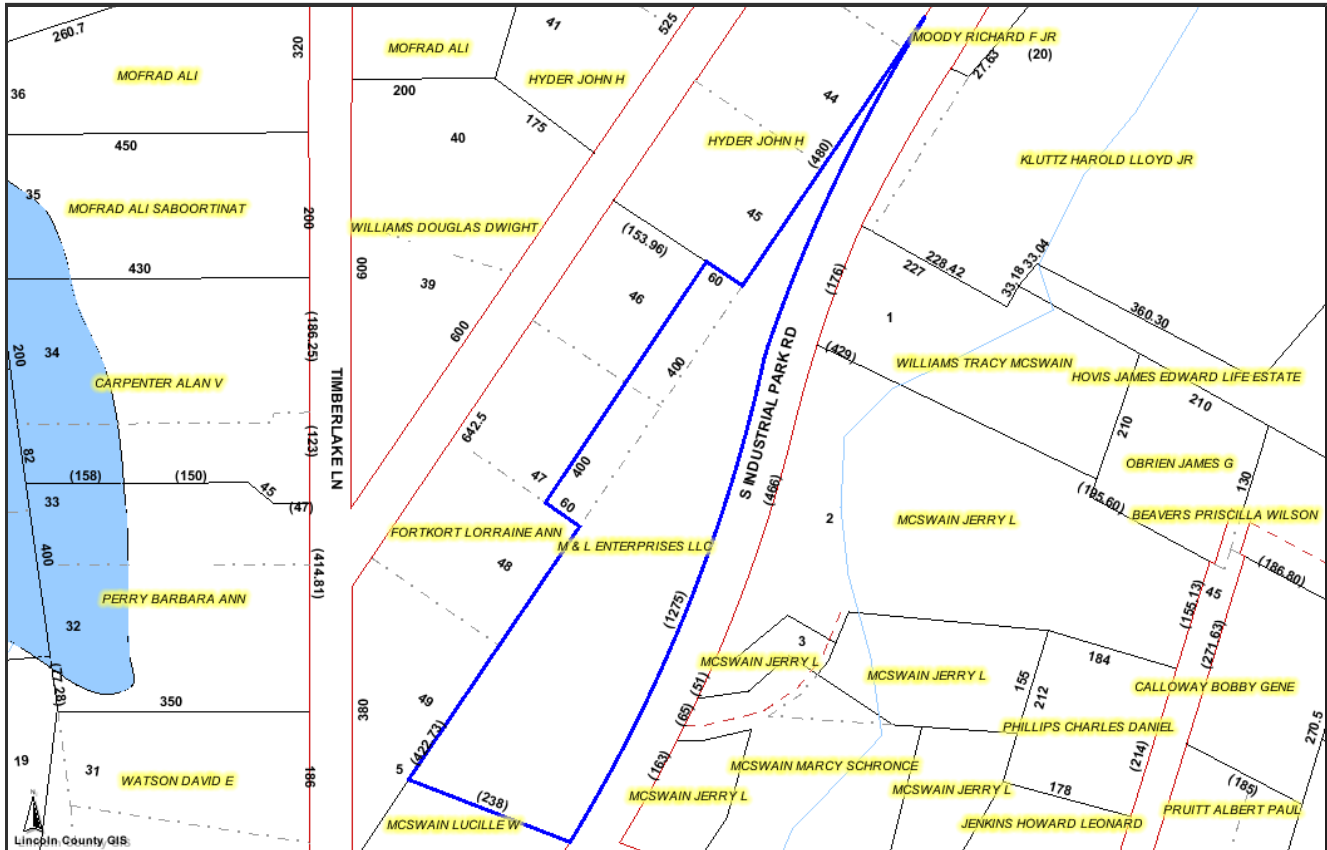 260.7
MOFRAD ALI
36
320
450
35
MOFRAD ALI SABOORTINAT
200
430
34
200
(186.25)
CARPENTER ALAN V
82
(158)
(150)
45
(47)
(123)
33
400
PERRY BARBARA ANN
32
(414.81)
(77.28)
350
19
31
WATSON DAVID E
186
TIMBERLAKE LN
MOFRAD ALI
41
525
HYDER JOHN H
200
175
40
WILLIAMS DOUGLAS DWIGHT
600
39
600
642.5
380
44
HYDER JOHN H
(480)
45
(153.96)
60
46
400
400
47
60
FORTKORT LORRAINE ANN
M & L ENTERPRISES LLC
48
49
(422.73)
5
(238)
MCSWAIN LUCILLE W
(1275)
S INDUSTRIAL PARK RD
(176)
(466)
(51)
(65)
(163)
MOODY RICHARD F JR
27.63
(20)
KLUTTZ HAROLD LLOYD JR
228.42
227
33.18
33.04
360.30
1
(429)
WILLIAMS TRACY MCSWAIN
HOVIS JAMES EDWARD LIFE ESTATE
210
210
OBRIEN JAMES G
130
(195.60)
BEAVERS PRISCILLA WILSON
2
MCSWAIN JERRY L
(186.80)
45
(155.13)
(271.63)
3
MCSWAIN JERRY L
MCSWAIN JERRY L
184
155
212
CALLOWAY BOBBY GENE
PHILLIPS CHARLES DANIEL
270.5
(214)
MCSWAIN MARCY SCHRONCE
MCSWAIN JERRY L
MCSWAIN JERRY L
178
(185)
PRUITT ALBERT PAUL
JENKINS HOWARD LEONARD
N
Lincoln County GIS